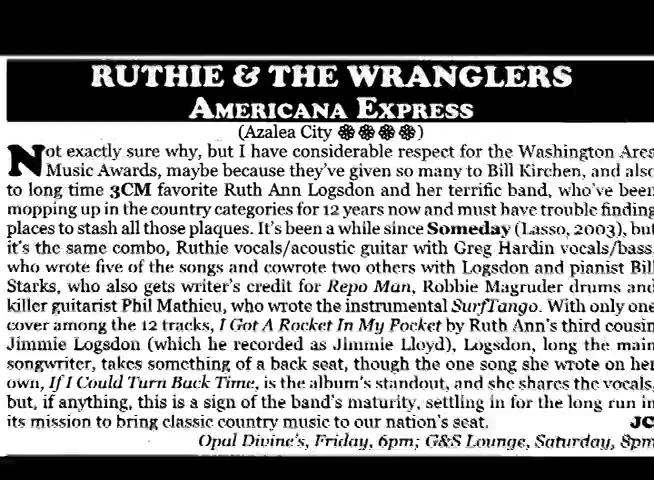 RUTHIE & THE WRANGLERS
AMERICANA EXPRESS
(Azalea City ❁❁❁❁)
Not exactly sure why, but I have considerable respect for the Washington Area
Music Awards, maybe because they've given so many to Bill Kirchen, and also
to long time 3CM favorite Ruth Ann Logsdon and her terrific band, who've been
mopping up in the country categories for 12 years now and must have trouble finding
places to stash all those plaques. It's been a while since Someday (Lasso, 2003), but
it's the same combo, Ruthie vocals/acoustic guitar with Greg Hardin vocals/bass,
who wrote five of the songs and cowrote two others with Logsdon and pianist Bill
Starks, who also gets writer's credit for Repo Man, Robbie Magruder drums and
killer guitarist Phil Mathieu, who wrote the instrumental SurfTango. With only one
cover among the 12 tracks, I Got A Rocket In My Pocket by Ruth Ann's third cousin
Jimmie Logsdon (which he recorded as Jimmie Lloyd), Logsdon, long the main
songwriter, takes something of a back seat, though the one song she wrote on her
own, If I Could Turn Back Time, is the album's standout, and she shares the vocals,
but, if anything, this is a sign of the band's maturity, settling in for the long run in
its mission to bring classic country music to our nation's seat. JC
Opal Divine's, Friday, 6pm; G&S Lounge, Saturday, 8pm